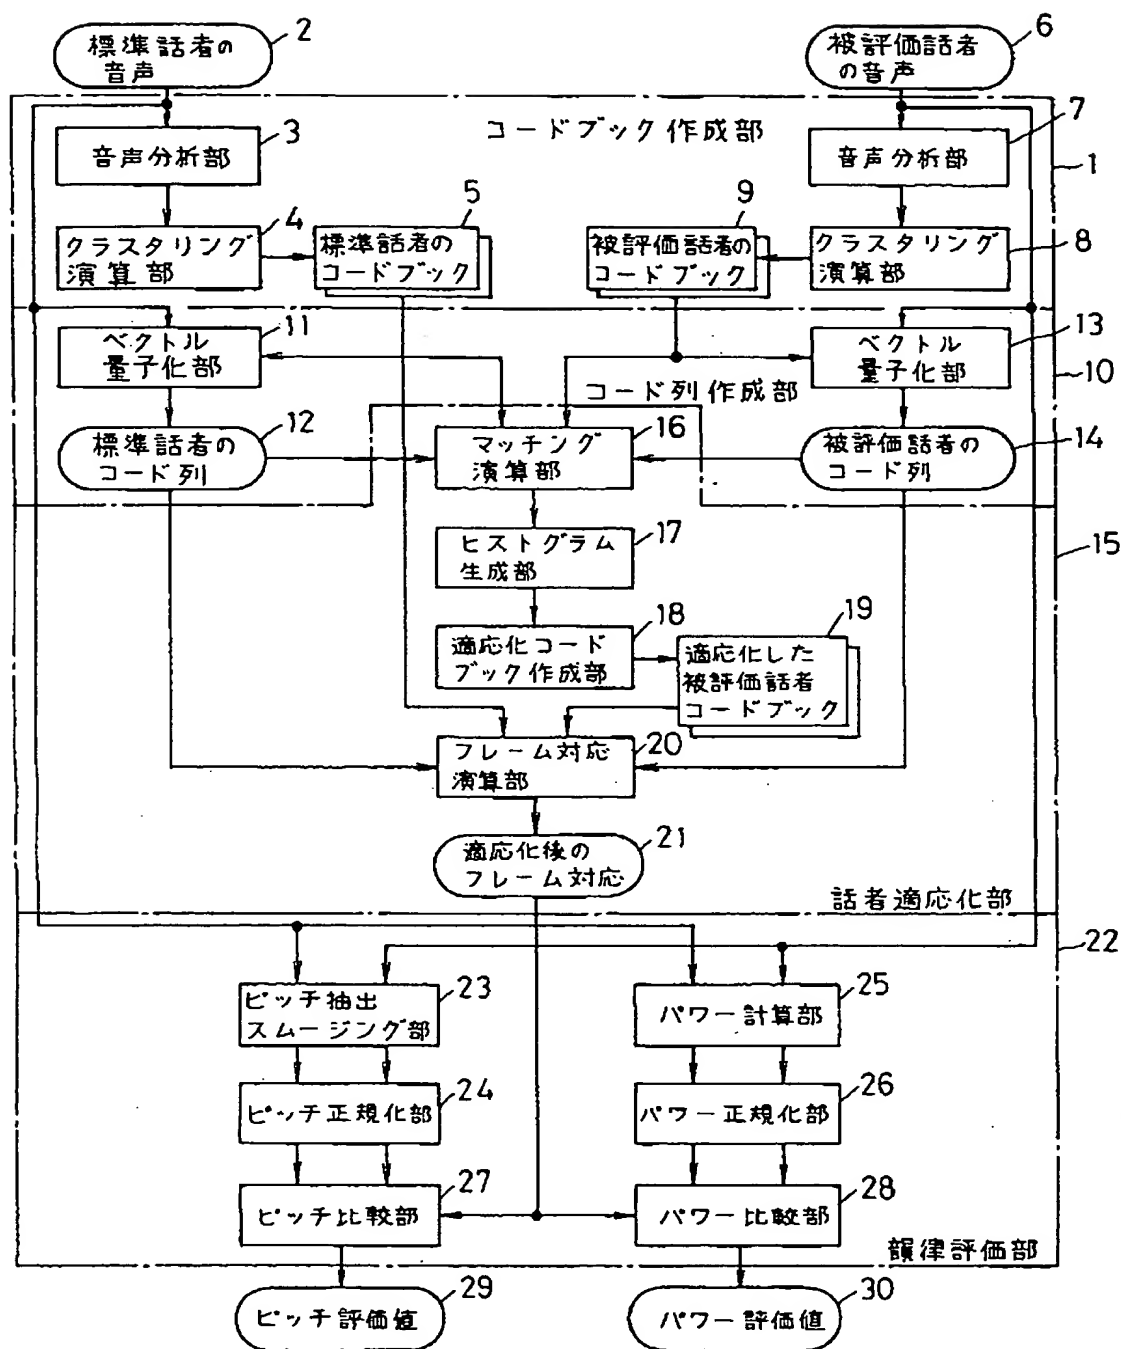 標準話者の
音声
2
被評価話者
の音声
6
コードブック作成部
音声分析部
3
音声分析部
7
1
クラスタリング
演算部
4
標準話者の
コードブック
5
被評価話者の
コードブック
9
クラスタリング
演算部
8
ベクトル
量子化部
11
ベクトル
量子化部
13
コード列作成部
10
標準話者の
コード列
12
マッチング
演算部
16
被評価話者の
コード列
14
ヒストグラム
生成部
17
15
適応化コード
ブック作成部
18
適応化した
被評価話者
コードブック
19
フレーム対応
演算部
20
適応化後の
フレーム対応
21
話者適応化部
22
ピッチ抽出
スムージング部
23
パワー計算部
25
ピッチ正規化部
24
パワー正規化部
26
ピッチ比較部
27
パワー比較部
28
韻律評価部
ピッチ評価値
29
パワー評価値
30